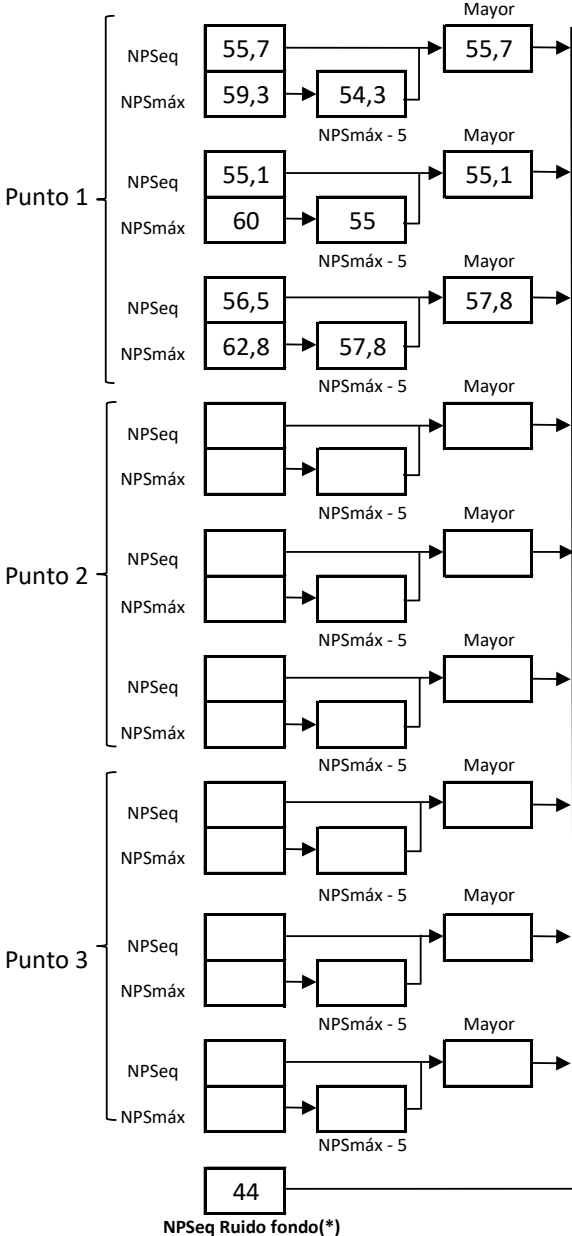 Mayor
NPSeq 55,7 55,7
NPSmáx 59,3 54,3
NPSmáx - 5 Mayor
Punto 1
NPSeq 55,1 55,1
NPSmáx 60 55
NPSmáx - 5 Mayor
NPSeq 56,5 57,8
NPSmáx 62,8 57,8
NPSmáx - 5 Mayor
NPSeq
NPSmáx
NPSmáx - 5 Mayor
Punto 2
NPSeq
NPSmáx
NPSmáx - 5 Mayor
NPSeq
NPSmáx
NPSmáx - 5 Mayor
NPSeq
NPSmáx
NPSmáx - 5 Mayor
Punto 3
NPSeq
NPSmáx
NPSmáx - 5 Mayor
NPSeq
NPSmáx
NPSmáx - 5
44
NPSeq Ruido fondo(*)